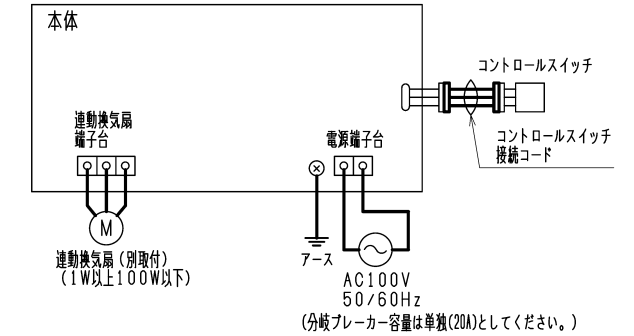 本体
コントロールスイッチ
コントロールスイッチ
接続コード
連動換気扇
端子台
電源端子台
M
アース
連動換気扇(別取付)
(1W以上100W以下)
AC100V
50/60Hz
(分岐ブレーカー容量は単独(20A)としてください。)